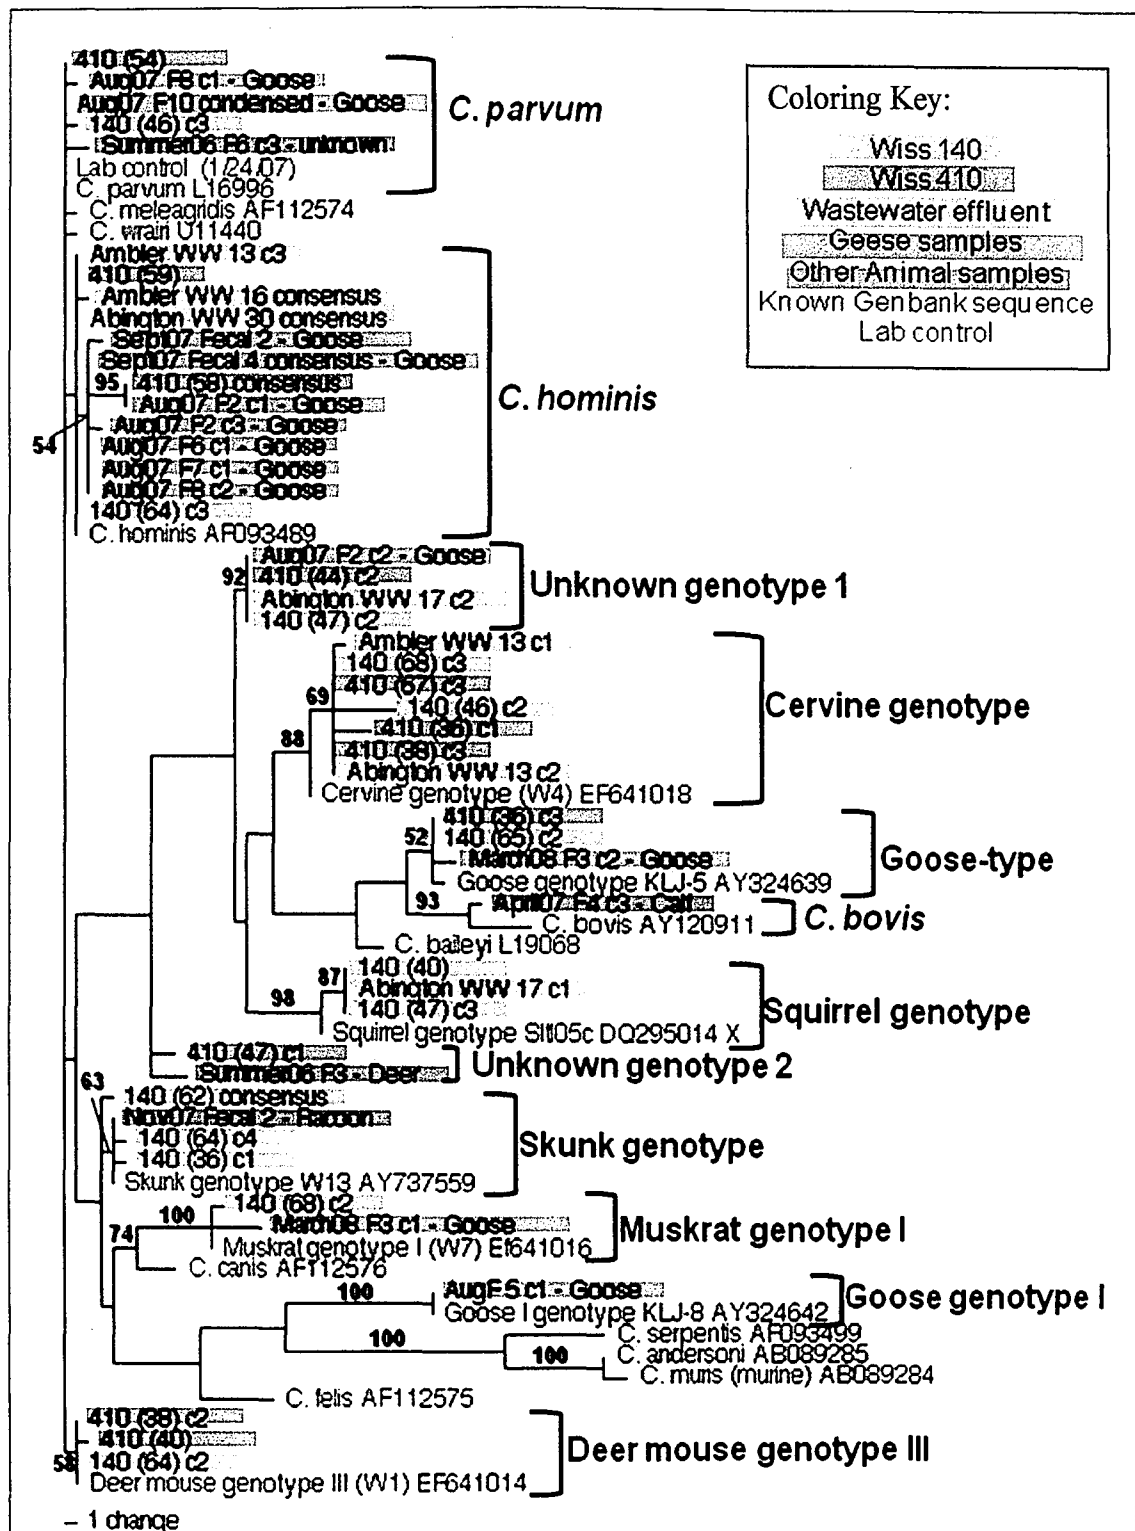 410 (54)
Aug07 F8 c1 - Goose
Aug07 F10 condensed - Goose
140 (46) c3
Summer06 F6 c3 - unknown
Lab control (1/24.07)
C. parvum L16996
C. parvum
C. meleagridis AF112574
C. wrairi U11440
Ambler WW 13 c3
410 (59)
Ambler WW 16 consensus
Abington WW 30 consensus
Sept07 Fecal 2 - Goose
Sept07 Fecal 4 consensus - Goose
95
410 (58) consensus
Aug07 F2 c1 - Goose
Aug07 F2 c3 - Goose
54
Aug07 F6 c1 - Goose
Aug07 F7 c1 - Goose
Aug07 F8 c2 - Goose
140 (64) c3
C. hominis AF093489
C. hominis
Coloring Key:
Wiss 140
Wiss 410
Wastewater effluent
Geese samples
Other Animal samples
Known Genbank sequence
Lab control
Aug07 F2 c2 - Goose
92
410 (44) c2
Abington WW 17 c2
140 (47) c2
Unknown genotype 1
Ambler WW 13 c1
140 (68) c3
410 (67) c3
69
140 (46) c2
410 (36) c1
88
410 (38) c3
Abington WW 13 c2
Cervine genotype (W4) EF641018
Cervine genotype
410 (36) c3
52
140 (65) c2
March08 F3 c2 - Goose
Goose genotype KLJ-5 AY324639
Goose-type
93
April07 F4 c3 - Calf
C. bovis AY120911
C. bovis
C. baileyi L19068
140 (40)
87
Abington WW 17 c1
98
140 (47) c3
Squirrel genotype Slt05c DQ295014 X
Squirrel genotype
410 (47) c1
Summer06 F3 - Deer
Unknown genotype 2
63
140 (62) consensus
Nov07 Fecal 2 - Racoon
140 (64) c4
140 (36) c1
Skunk genotype W13 AY737559
Skunk genotype
140 (68) c2
100
March08 F3 c1 - Goose
74
Muskrat genotype I (W7) Ef641016
Muskrat genotype I
C. canis AF112576
AugF5 c1 - Goose
100
Goose I genotype KLJ-8 AY324642
Goose genotype I
C. serpentis AF093499
100
C. andersoni AB089285
100
C. muris (murine) AB089284
C. felis AF112575
410 (38) c2
410 (40)
58
140 (64) c2
Deer mouse genotype III (W1) EF641014
Deer mouse genotype III
1 change